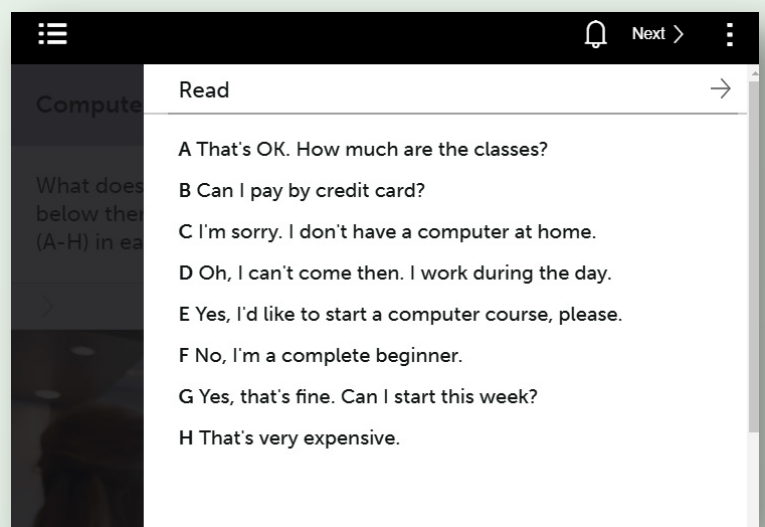 Next
Compute
Read
What does
below ther
(A-H) in ea
A That's OK. How much are the classes?
B Can I pay by credit card?
C I'm sorry. I don't have a computer at home.
D Oh, I can't come then. I work during the day.
E Yes, I'd like to start a computer course, please.
F No, I'm a complete beginner.
G Yes, that's fine. Can I start this week?
H That's very expensive.